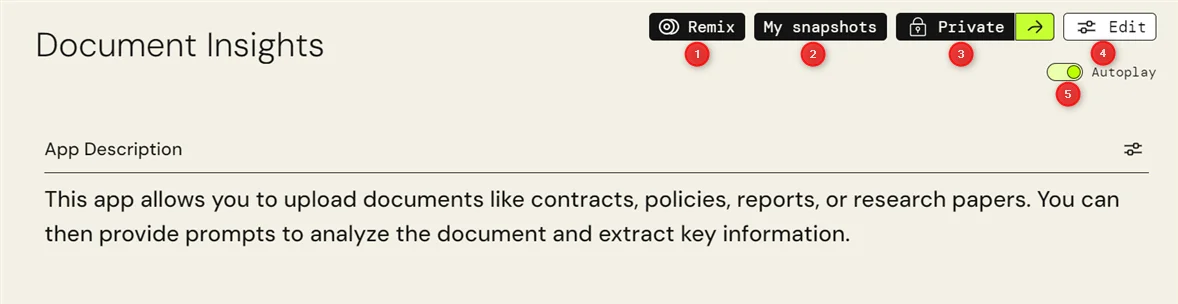 Document Insights
Remix My snapshots Private Edit
1 2 3 4
Autoplay
5
App Description
This app allows you to upload documents like contracts, policies, reports, or research papers. You can
then provide prompts to analyze the document and extract key information.